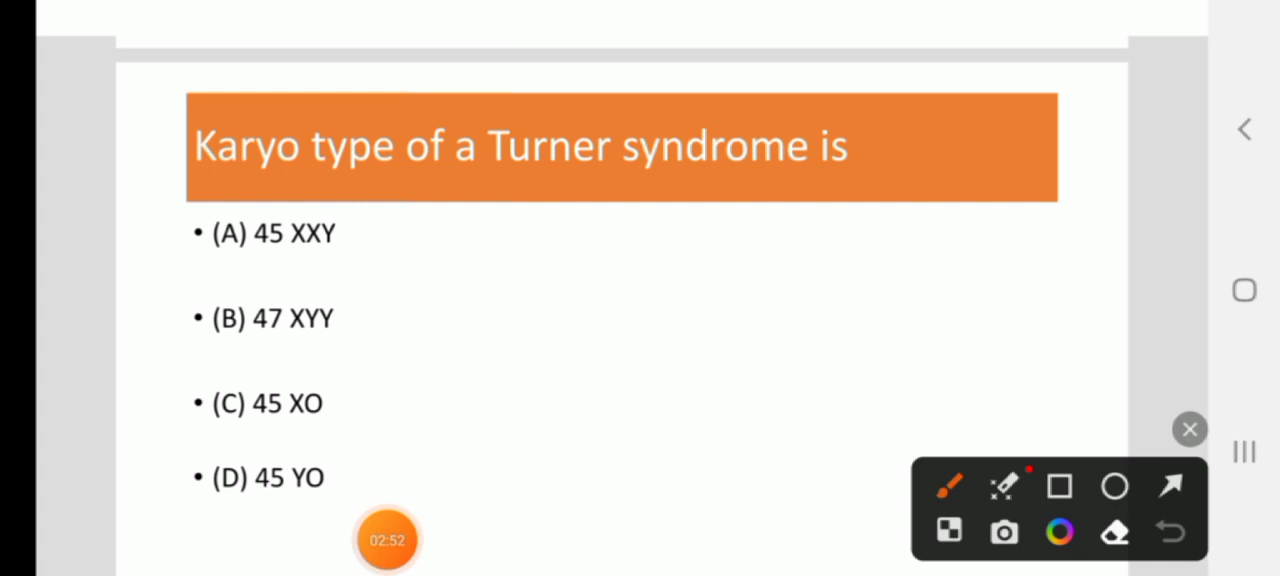 Karyo type of a Turner syndrome is
• (A) 45 XXY
• (B) 47 XYY
• (C) 45 XO
• (D) 45 YO
02:52